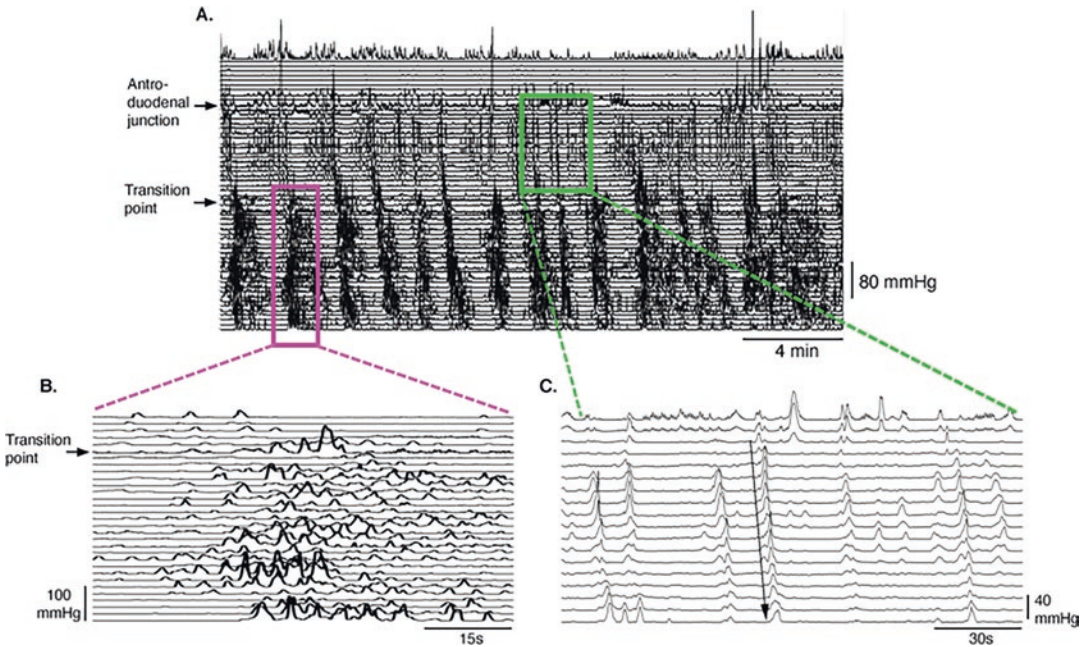 A.
Antro-
duodenal
junction
Transition
point
80 mmHg
4 min
B.
C.
Transition
point
100
mmHg
15s
40
mmHg
30s